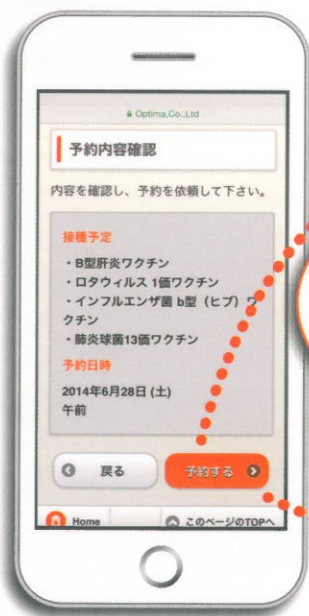 Optima,Co.,Ltd
予約内容確認
内容を確認し、予約を依頼して下さい。
接種予定
・B型肝炎ワクチン
・ロタウィルス 1価ワクチン
・インフルエンザ菌 b型（ヒブ）ワ
クチン
・肺炎球菌13価ワクチン
予約日時
2014年6月28日 (土)
午前
戻る
予約する
Home
このページのTOPへ